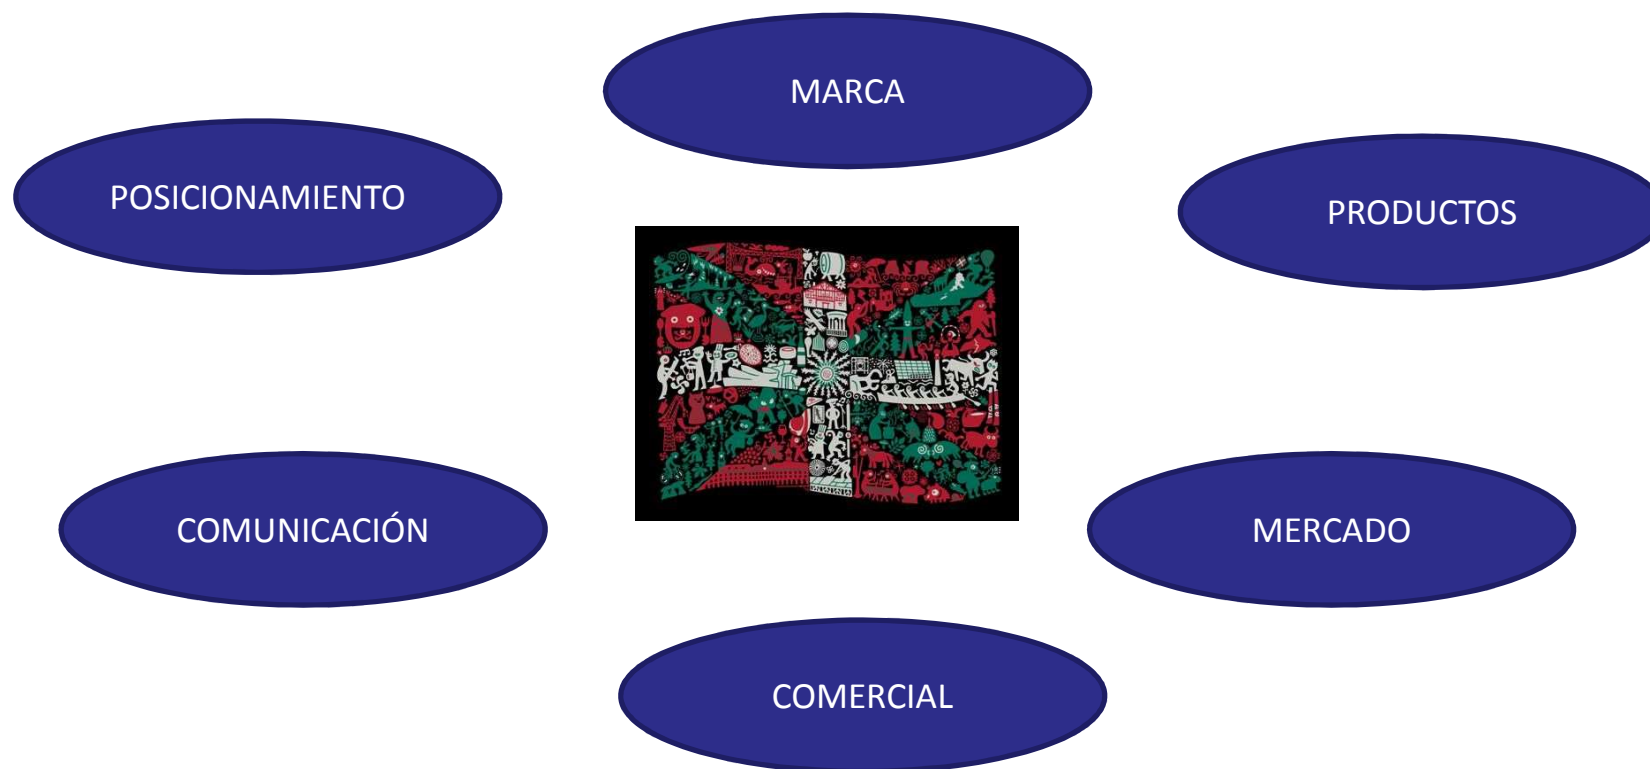 MARCA
POSICIONAMIENTO
PRODUCTOS
COMUNICACIÓN
MERCADO
COMERCIAL